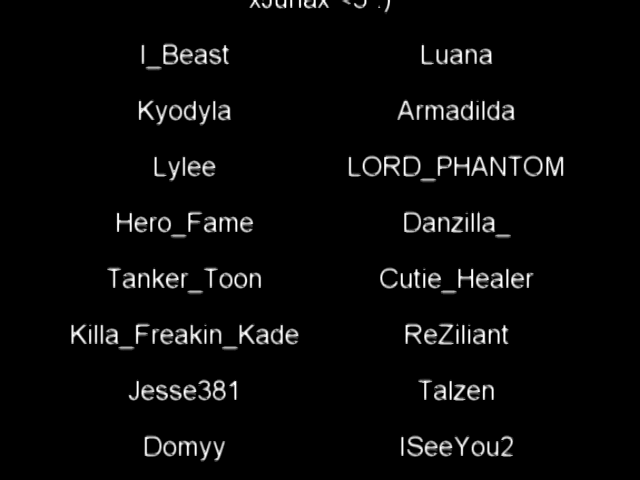 I_Beast Luana
Kyodyla Armadilda
Lylee LORD_PHANTOM
Hero_Fame Danzilla_
Tanker_Toon Cutie_Healer
Killa_Freakin_Kade ReZiliant
Jesse381 Talzen
Domyy ISeeYou2